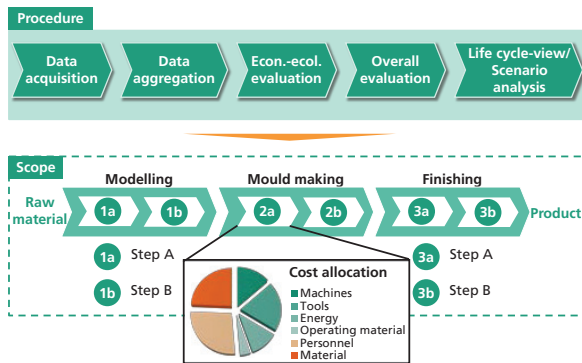 Procedure
Data
acquisition
Data
aggregation
Econ.-ecol.
evaluation
Overall
evaluation
Life cycle-view/
Scenario
analysis
Scope
Modelling
Mould making
Finishing
Raw
material
1a
1b
2a
2b
3a
3b
Product
1a Step A
1b Step B
3a Step A
3b Step B
Cost allocation
Machines
Tools
Energy
Operating material
Personnel
Material